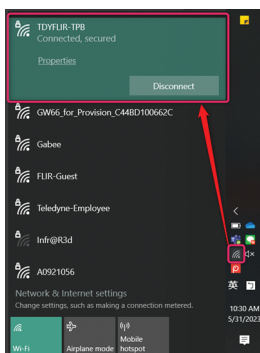 TDYFLIR-TPB
Connected, secured
Properties
Disconnect
GW66_for_Provision_C44BD100662C
Gabee
FLIR-Guest
Teledyne-Employee
Infr@R3d
A0921056
Network & Internet settings
Change settings, such as making a connection metered.
Wi-Fi
Airplane mode
Mobile
hotspot
英
10:30 AM
5/31/2023